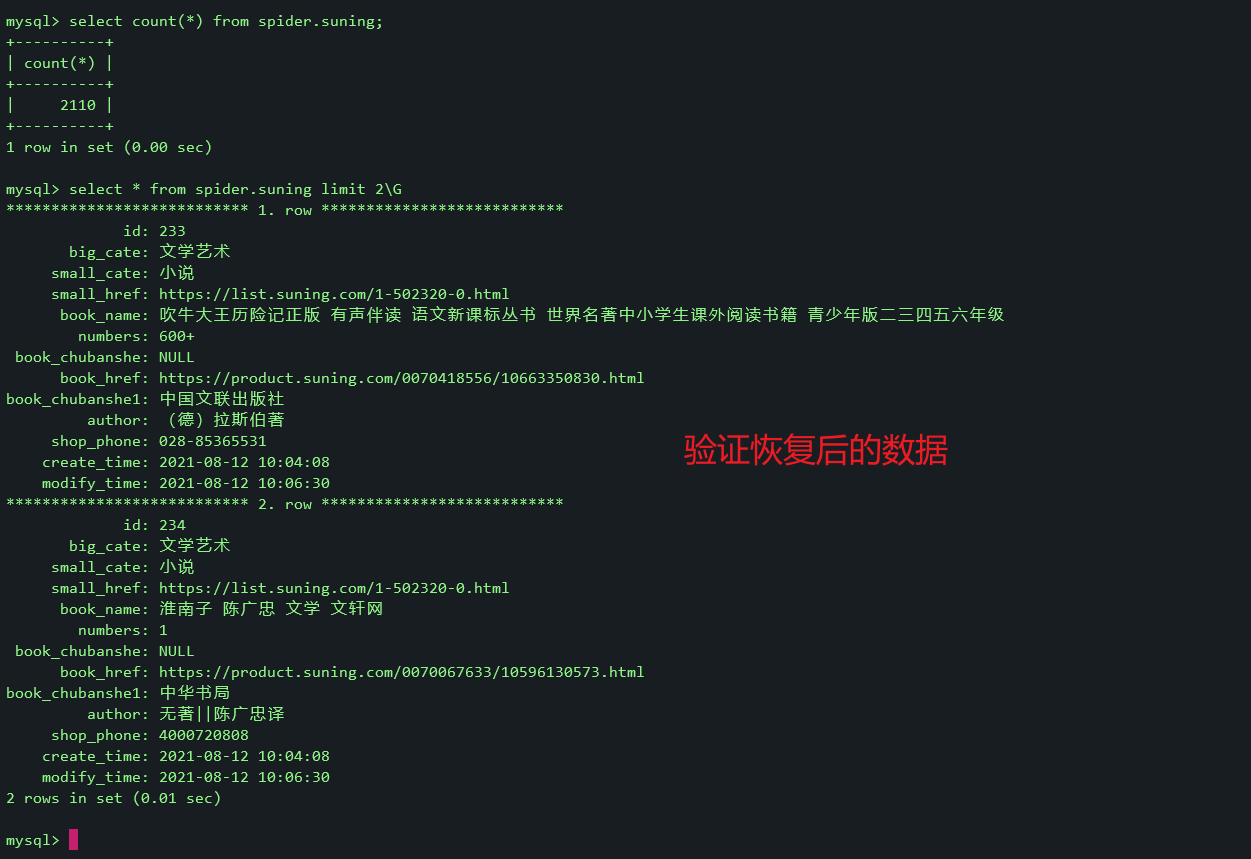 mysql> select count(*) from spider.suning;
+----------+
| count(*) |
+----------+
|     2110 |
+----------+
1 row in set (0.00 sec)
mysql> select * from spider.suning limit 2\G
*************************** 1. row ***************************
id: 233
big_cate: 文学艺术
small_cate: 小说
small_href: https://list.suning.com/1-502320-0.html
book_name: 吹牛大王历险记正版 有声伴读 语文新课标丛书 世界名著中小学生课外阅读书籍 青少年版二三四五六年级
numbers: 600+
book_chubanshe: NULL
book_href: https://product.suning.com/0070418556/10663350830.html
book_chubanshe1: 中国文联出版社
author: （德）拉斯伯著
shop_phone: 028-85365531
create_time: 2021-08-12 10:04:08
modify_time: 2021-08-12 10:06:30
验证恢复后的数据
*************************** 2. row ***************************
id: 234
big_cate: 文学艺术
small_cate: 小说
small_href: https://list.suning.com/1-502320-0.html
book_name: 淮南子 陈广忠 文学 文轩网
numbers: 1
book_chubanshe: NULL
book_href: https://product.suning.com/0070067633/10596130573.html
book_chubanshe1: 中华书局
author: 无著||陈广忠译
shop_phone: 4000720808
create_time: 2021-08-12 10:04:08
modify_time: 2021-08-12 10:06:30
2 rows in set (0.01 sec)
mysql>